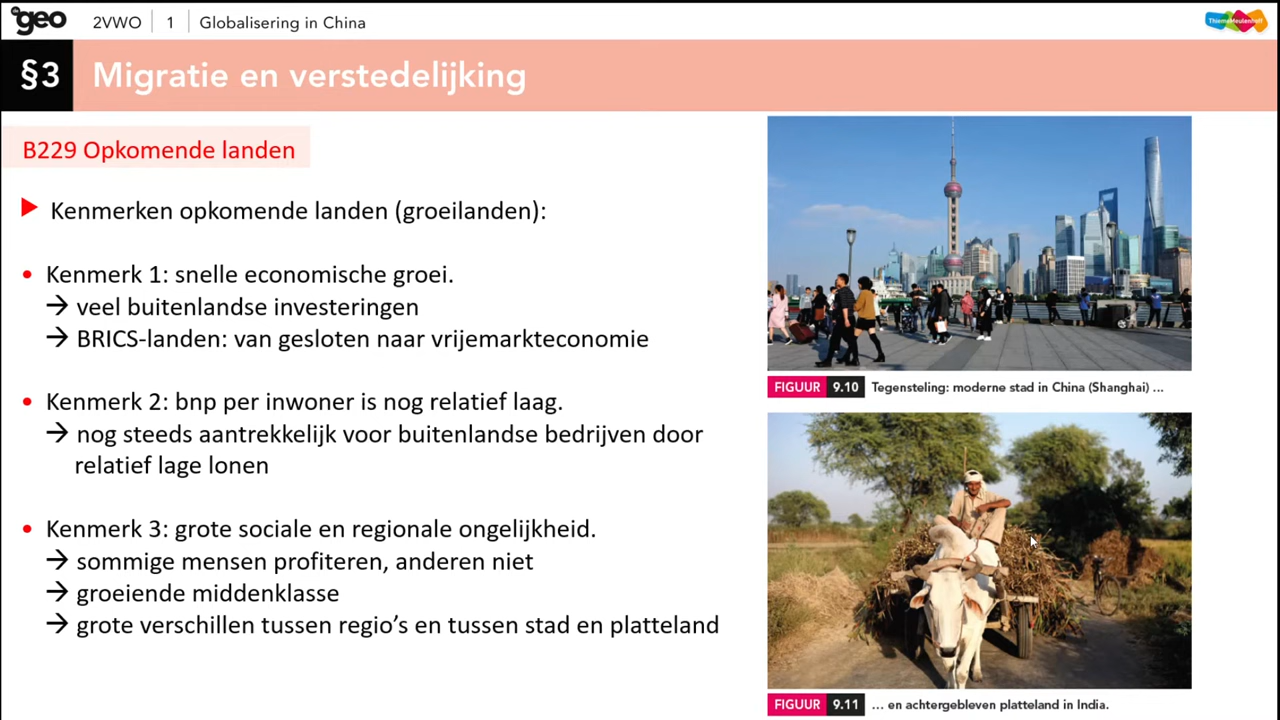 de geo 2VWO 1 Globalisering in China ThiemeMeulenhoff
§3 Migratie en verstedelijking
B229 Opkomende landen
Kenmerken opkomende landen (groeilanden):
• Kenmerk 1: snelle economische groei.
→ veel buitenlandse investeringen
→ BRICS-landen: van gesloten naar vrijemarkteconomie
• Kenmerk 2: bnp per inwoner is nog relatief laag.
→ nog steeds aantrekkelijk voor buitenlandse bedrijven door
relatief lage lonen
• Kenmerk 3: grote sociale en regionale ongelijkheid.
→ sommige mensen profiteren, anderen niet
→ groeiende middenklasse
→ grote verschillen tussen regio’s en tussen stad en platteland
FIGUUR 9.10 Tegensteling: moderne stad in China (Shanghai) ...
FIGUUR 9.11 ... en achtergebleven platteland in India.